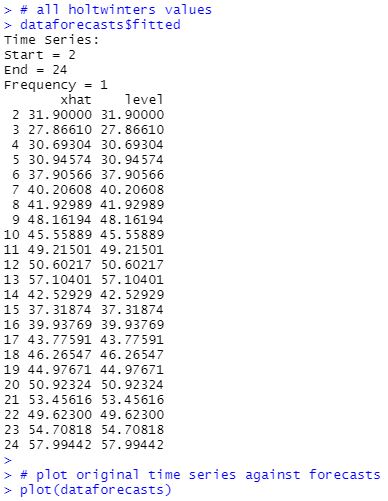 > # all holtwinters values
> dataforecasts$fitted
Time Series:
Start = 2
End = 24
Frequency = 1
       xhat    level
 2 31.90000 31.90000
 3 27.86610 27.86610
 4 30.69304 30.69304
 5 30.94574 30.94574
 6 37.90566 37.90566
 7 40.20608 40.20608
 8 41.92989 41.92989
 9 48.16194 48.16194
10 45.55889 45.55889
11 49.21501 49.21501
12 50.60217 50.60217
13 57.10401 57.10401
14 42.52929 42.52929
15 37.31874 37.31874
16 39.93769 39.93769
17 43.77591 43.77591
18 46.26547 46.26547
19 44.97671 44.97671
20 50.92324 50.92324
21 53.45616 53.45616
22 49.62300 49.62300
23 54.70818 54.70818
24 57.99442 57.99442
>
> # plot original time series against forecasts
> plot(dataforecasts)